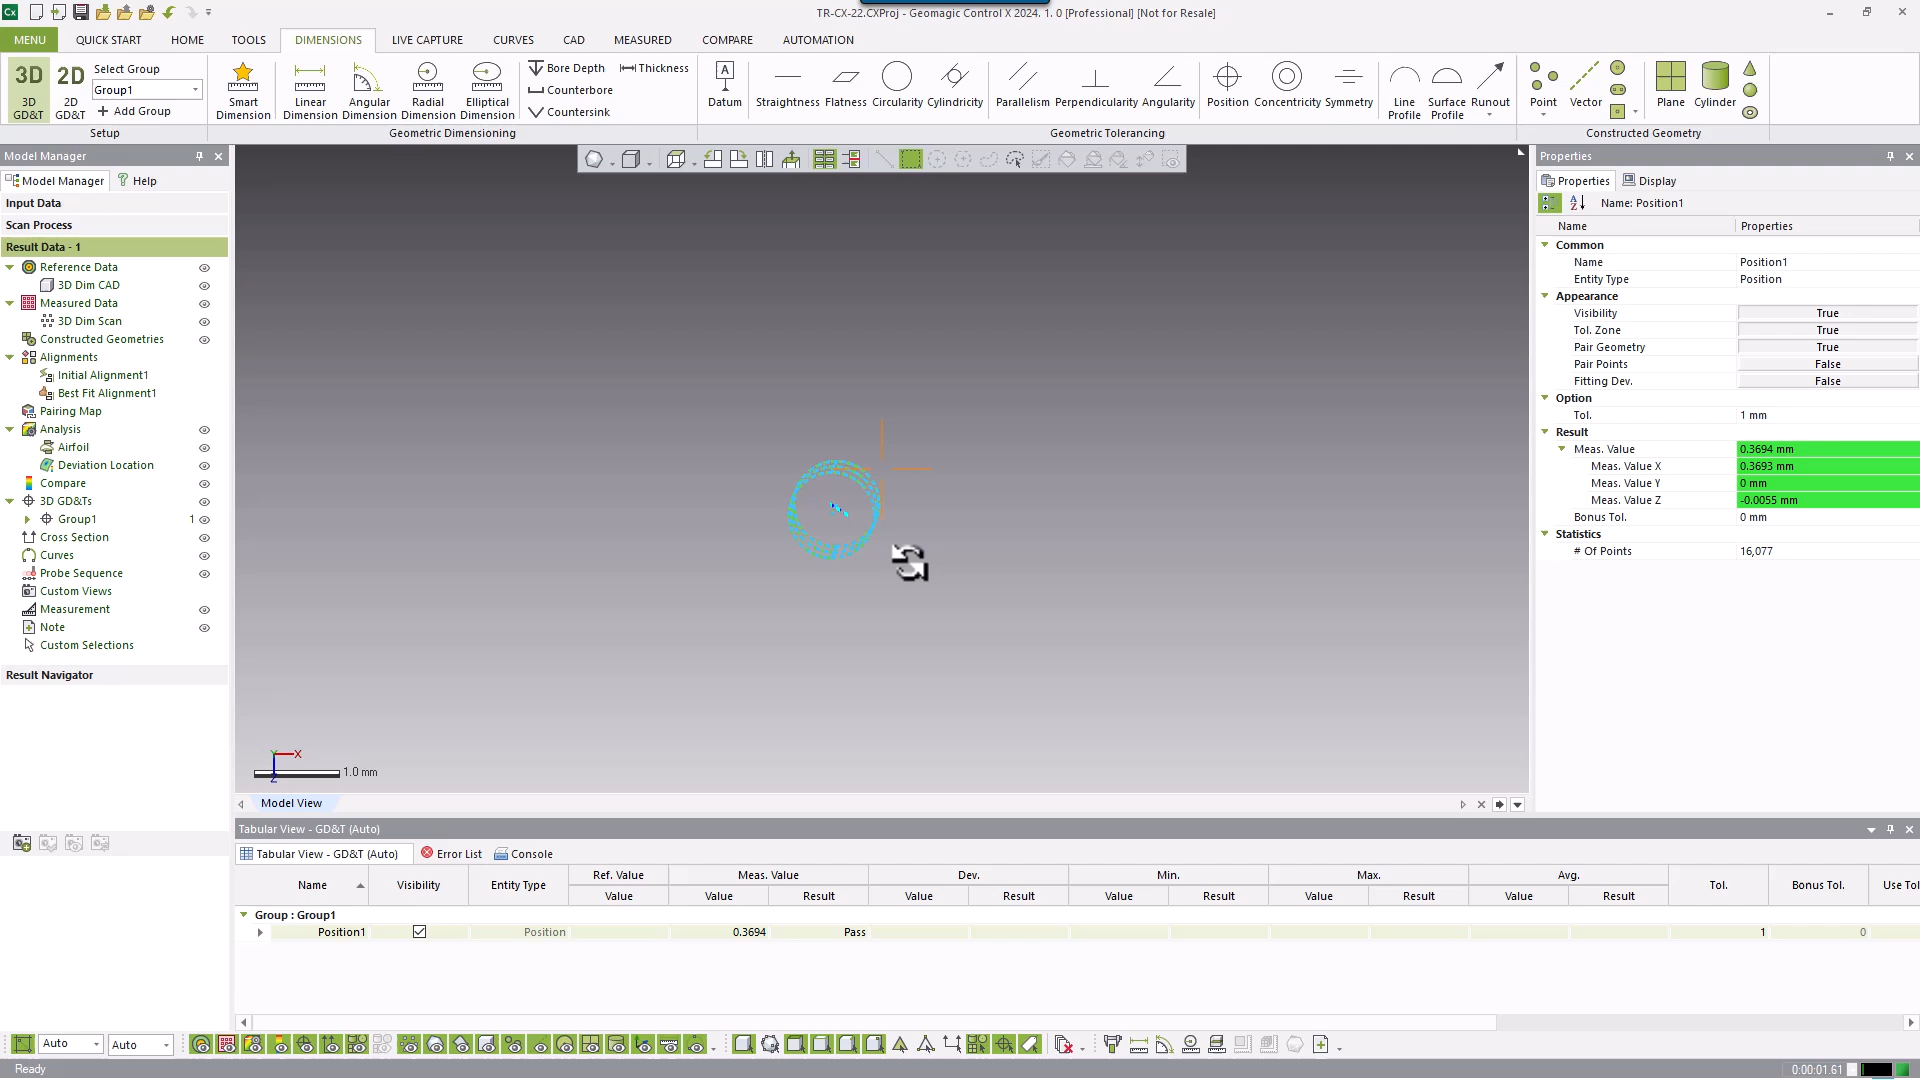 Cx
TR-CX-22.CXProj - Geomagic Control X 2024. 1. 0 [Professional] [Not for Resale]
MENU
QUICK START
HOME
TOOLS
DIMENSIONS
LIVE CAPTURE
CURVES
CAD
MEASURED
COMPARE
AUTOMATION
3D
3D GD&T
2D
2D GD&T
Select Group
Group1
Add Group
Setup
Smart Dimension
Linear Dimension
Angular Dimension
Radial Dimension
Elliptical Dimension
Bore Depth
Thickness
Counterbore
Countersink
Geometric Dimensioning
Datum
Straightness
Flatness
Circularity
Cylindricity
Parallelism
Perpendicularity
Angularity
Position
Concentricity
Symmetry
Line Profile
Surface Profile
Runout
Geometric Tolerancing
Point
Vector
Plane
Cylinder
Constructed Geometry
Model Manager
Model Manager
Help
Input Data
Scan Process
Result Data - 1
Reference Data
3D Dim CAD
Measured Data
3D Dim Scan
Constructed Geometries
Alignments
Initial Alignment1
Best Fit Alignment1
Pairing Map
Analysis
Airfoil
Deviation Location
Compare
3D GD&Ts
Group1 1
Cross Section
Curves
Probe Sequence
Custom Views
Measurement
Note
Custom Selections
Result Navigator
Y X
Z
1.0 mm
Model View
Properties
Properties
Display
Name: Position1
Name Properties
Common
Name Position1
Entity Type Position
Appearance
Visibility True
Tol. Zone True
Pair Geometry True
Pair Points False
Fitting Dev. False
Option
Tol. 1 mm
Result
Meas. Value 0.3694 mm
Meas. Value X 0.3693 mm
Meas. Value Y 0 mm
Meas. Value Z -0.0055 mm
Bonus Tol. 0 mm
Statistics
# Of Points 16,077
Tabular View - GD&T (Auto)
Tabular View - GD&T (Auto)
Error List
Console
Name Visibility Entity Type Ref. Value Meas. Value Dev. Min. Max. Avg. Tol. Bonus Tol. Use Tol
Value Value Result Value Result Value Result Value Result Value Result
Group : Group1
Position1 Position 0.3694 Pass 1 0
Auto
Auto
Ready
0:00:01.61